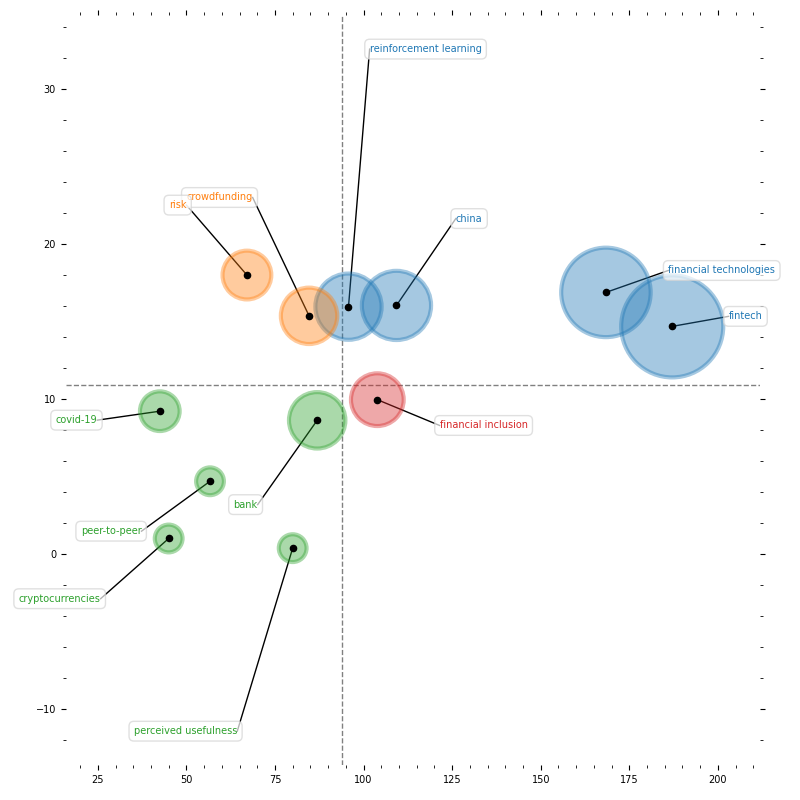 reinforcement learning
30
crowdfunding
risk
china
20
financial technologies
fintech
10
covid-19
financial inclusion
bank
peer-to-peer
0
cryptocurrencies
−10
perceived usefulness
25
50
75
100
125
150
175
200